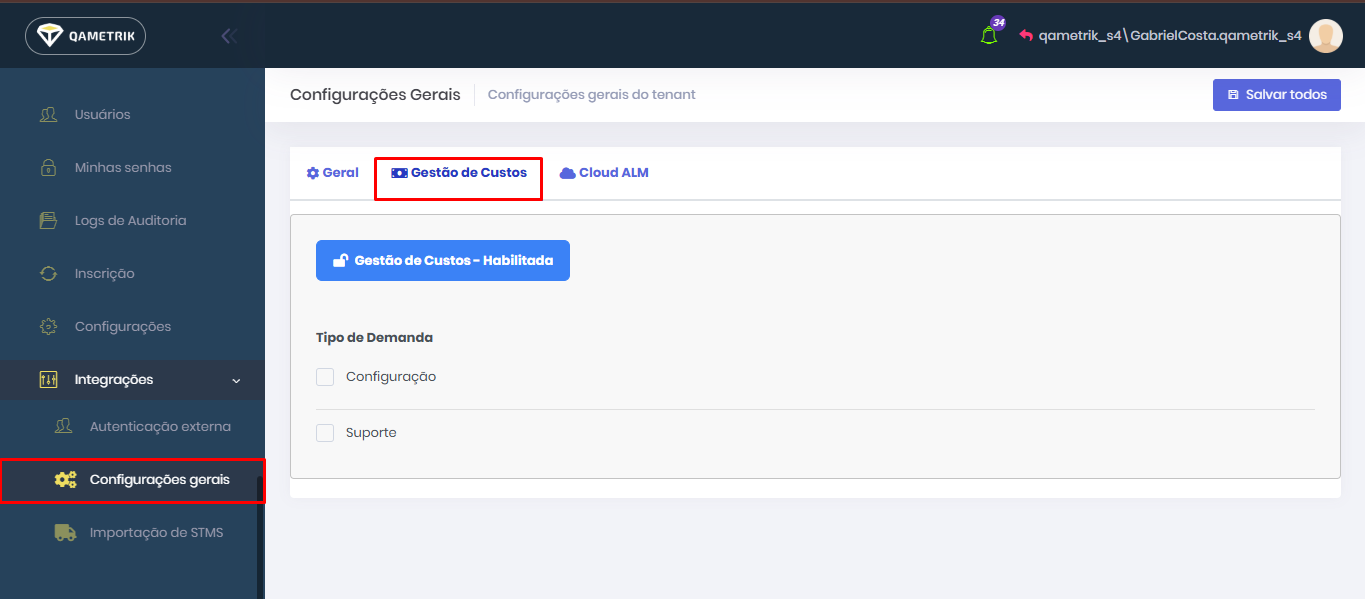 QAMETRIK
34
qametrik_s4\GabrielCosta.qametrik_s4
Usuários
Minhas senhas
Logs de Auditoria
Inscrição
Configurações
Integrações
Autenticação externa
Configurações gerais
Importação de STMS
Configurações Gerais
Configurações gerais do tenant
Salvar todos
Geral
Gestão de Custos
Cloud ALM
Gestão de Custos - Habilitada
Tipo de Demanda
Configuração
Suporte